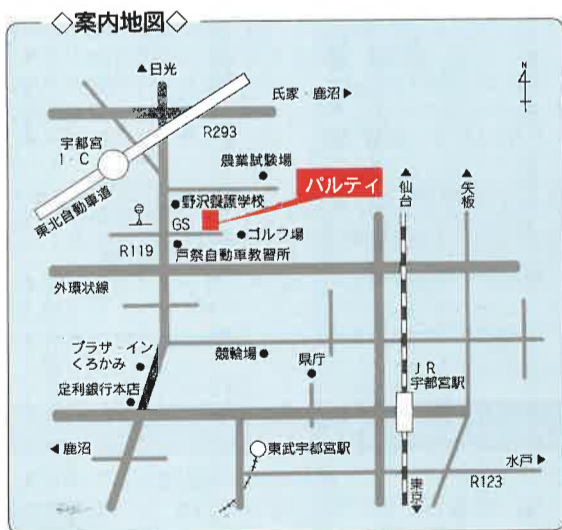 ◇案内地図◇
▲日光
氏家・鹿沼▶
N
R293
宇都宮
I・C
東北自動車道
農業試験場
パルティ
野沢養護学校
▲仙台
▲矢板
GS
ゴルフ場
R119
戸祭自動車教習所
外環状線
プラザ・イン
くろかみ
競輪場
県庁
JR
宇都宮駅
足利銀行本店
◀鹿沼
東武宇都宮駅
水戸▶
R123
東京▼